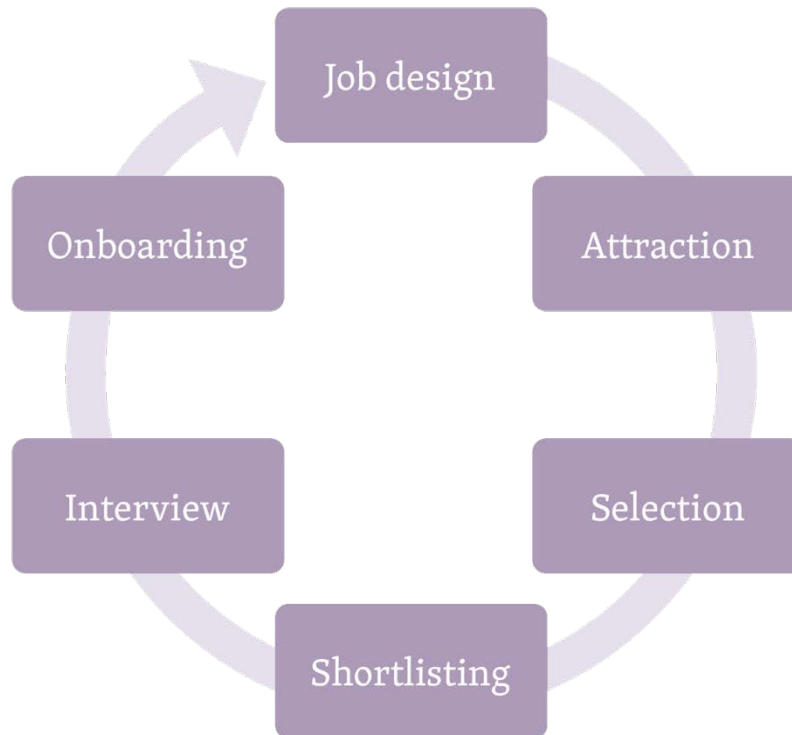 Job design
Attraction
Selection
Shortlisting
Interview
Onboarding